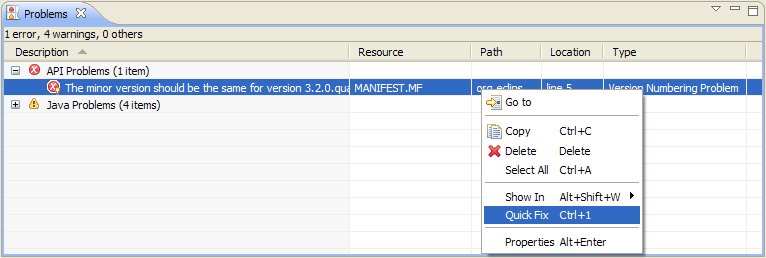 Problems
1 error, 4 warnings, 0 others
Description Resource Path Location Type
API Problems (1 item)
The minor version should be the same for version 3.2.0.qua MANIFEST.MF org.eclips line 5 Version Numbering Problem
Java Problems (4 items)
Go to
Copy Ctrl+C
Delete Delete
Select All Ctrl+A
Show In Alt+Shift+W
Quick Fix Ctrl+1
Properties Alt+Enter